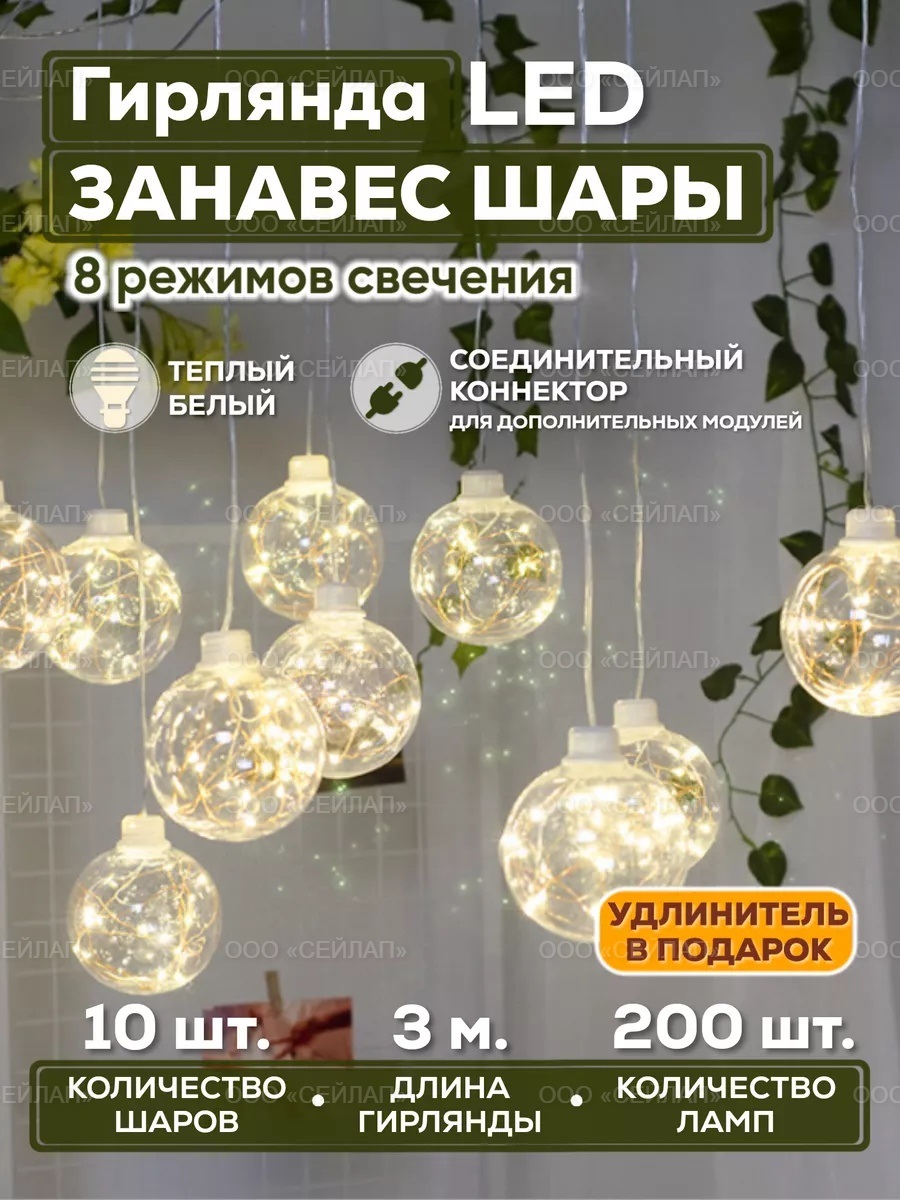 Гирлянда LED
ЗАНАВЕС ШАРЫ
8 режимов свечения
ТЕПЛЫЙ
БЕЛЫЙ
СОЕДИНИТЕЛЬНЫЙ
КОННЕКТОР
ДЛЯ ДОПОЛНИТЕЛЬНЫХ МОДУЛЕЙ
УДЛИНИТЕЛЬ
В ПОДАРОК
10 шт.
КОЛИЧЕСТВО
ШАРОВ
3 м.
ДЛИНА
ГИРЛЯНДЫ
200 шт.
КОЛИЧЕСТВО
ЛАМП
ООО «СЕЙЛАП»